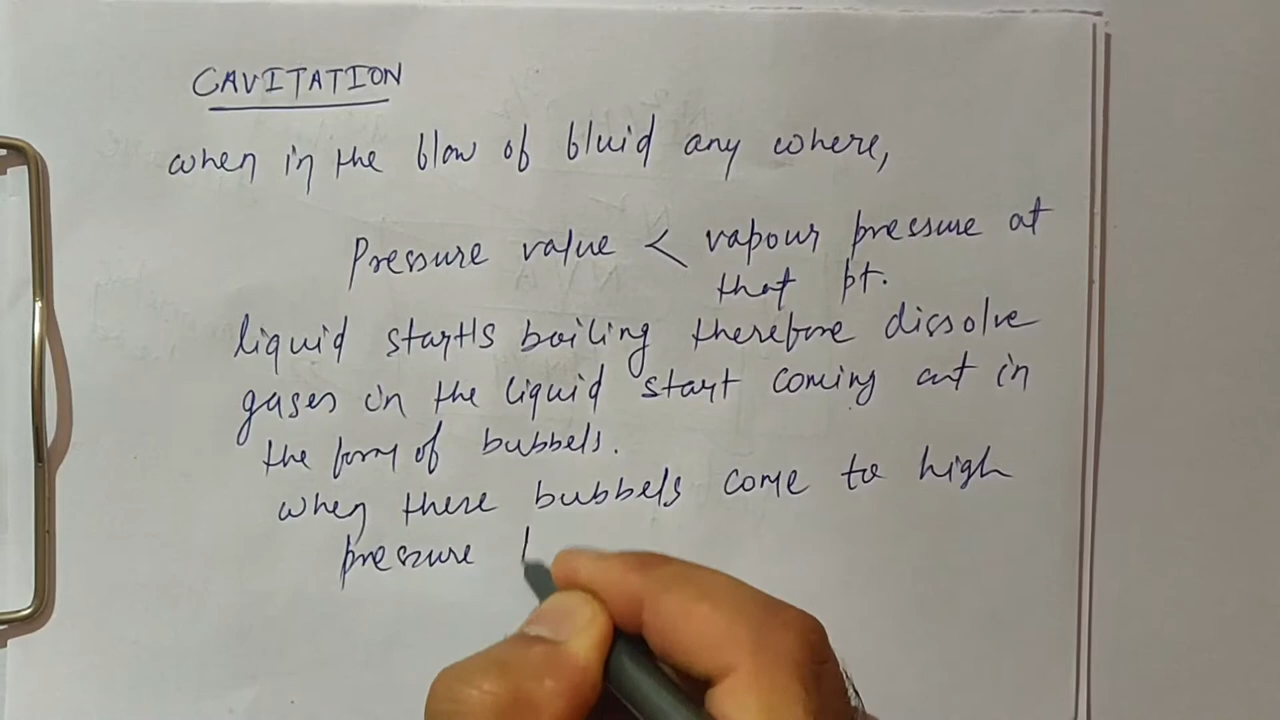 CAVITATION
when in the flow of fluid any where,
Pressure value < vapour pressure at
that pt.
liquid starts boiling therefore dissolve
gases in the liquid start coming out in
the form of bubbels.
when these bubbels come to high
pressure